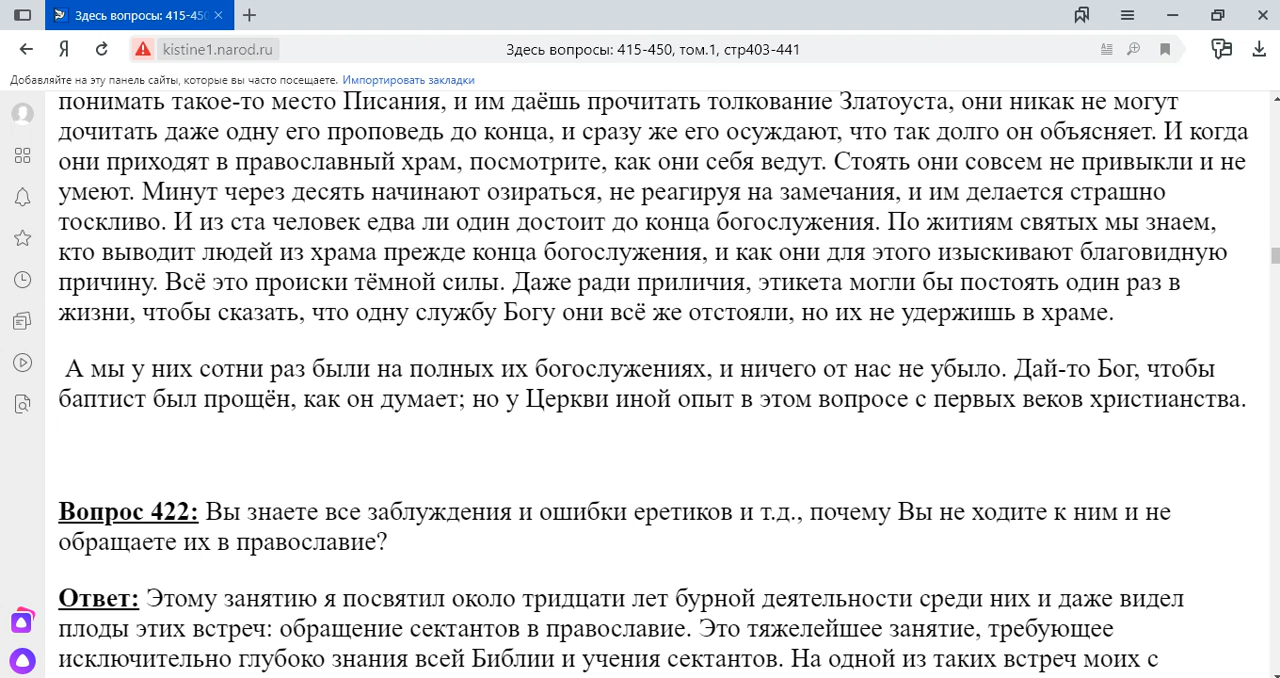 Здесь вопросы: 415-45
kistine1.narod.ru
Здесь вопросы: 415-450, том.1, стр403-441
Добавляйте на эту панель сайты, которые вы часто посещаете. Импортировать закладки
понимать такое-то место Писания, и им даёшь прочитать толкование Златоуста, они никак не могут
дочитать даже одну его проповедь до конца, и сразу же его осуждают, что так долго он объясняет. И когда
они приходят в православный храм, посмотрите, как они себя ведут. Стоять они совсем не привыкли и не
умеют. Минут через десять начинают озираться, не реагируя на замечания, и им делается страшно
тоскливо. И из ста человек едва ли один достоит до конца богослужения. По житиям святых мы знаем,
кто выводит людей из храма прежде конца богослужения, и как они для этого изыскивают благовидную
причину. Всё это происки тёмной силы. Даже ради приличия, этикета могли бы постоять один раз в
жизни, чтобы сказать, что одну службу Богу они всё же отстояли, но их не удержишь в храме.
А мы у них сотни раз были на полных их богослужениях, и ничего от нас не убыло. Дай-то Бог, чтобы
баптист был прощён, как он думает; но у Церкви иной опыт в этом вопросе с первых веков христианства.
Вопрос 422: Вы знаете все заблуждения и ошибки еретиков и т.д., почему Вы не ходите к ним и не
обращаете их в православие?
Ответ: Этому занятию я посвятил около тридцати лет бурной деятельности среди них и даже видел
плоды этих встреч: обращение сектантов в православие. Это тяжелейшее занятие, требующее
исключительно глубоко знания всей Библии и учения сектантов. На одной из таких встреч моих с